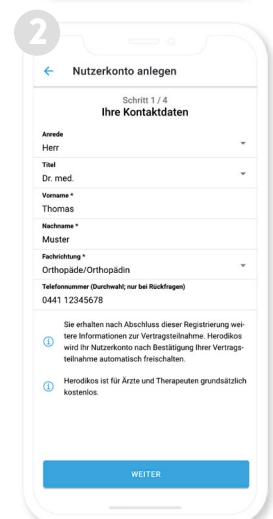 2
Nutzerkonto anlegen
Schritt 1 / 4
Ihre Kontaktdaten
Anrede
Herr
Titel
Dr. med.
Vorname *
Thomas
Nachname *
Muster
Fachrichtung *
Orthopäde/Orthopädin
Telefonnummer (Durchwahl; nur bei Rückfragen)
0441 12345678
Sie erhalten nach Abschluss dieser Registrierung wei-
tere Informationen zur Vertragsteilnahme. Herodikos
wird Ihr Nutzerkonto nach Bestätigung Ihrer Vertrags-
teilnahme automatisch freischalten.
Herodikos ist für Ärzte und Therapeuten grundsätzlich
kostenlos.
WEITER